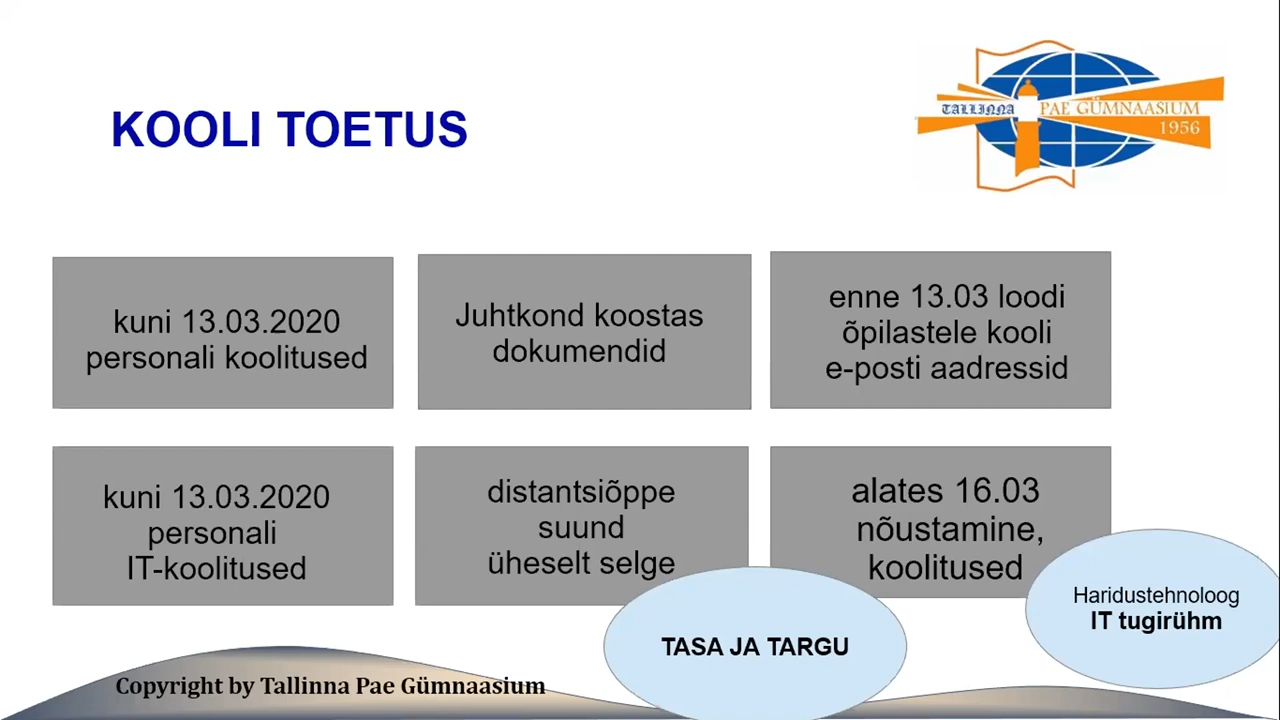 TALLINNA PAE GÜMNAASIUM
1956
KOOLI TOETUS
kuni 13.03.2020
personali koolitused
Juhtkond koostas
dokumendid
enne 13.03 loodi
õpilastele kooli
e-posti aadressid
kuni 13.03.2020
personali
IT-koolitused
distantsiõppe
suund
üheselt selge
alates 16.03
nõustamine,
koolitused
Haridustehnoloog
IT tugirühm
TASA JA TARGU
Copyright by Tallinna Pae Gümnaasium